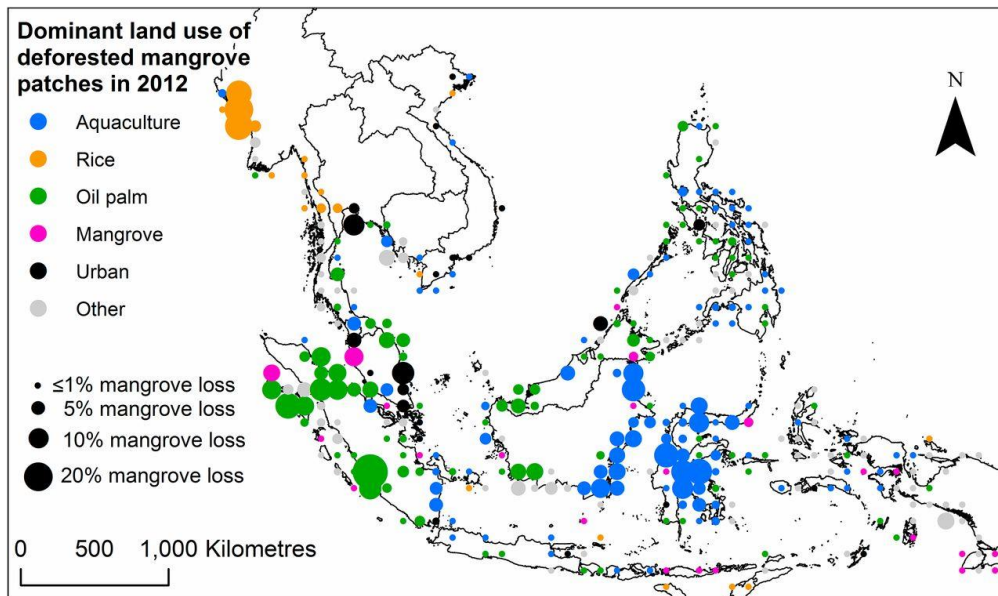 Dominant land use of
deforested mangrove
patches in 2012
Aquaculture
Rice
Oil palm
Mangrove
Urban
Other
≤1% mangrove loss
5% mangrove loss
10% mangrove loss
20% mangrove loss
0 500 1,000 Kilometres
N